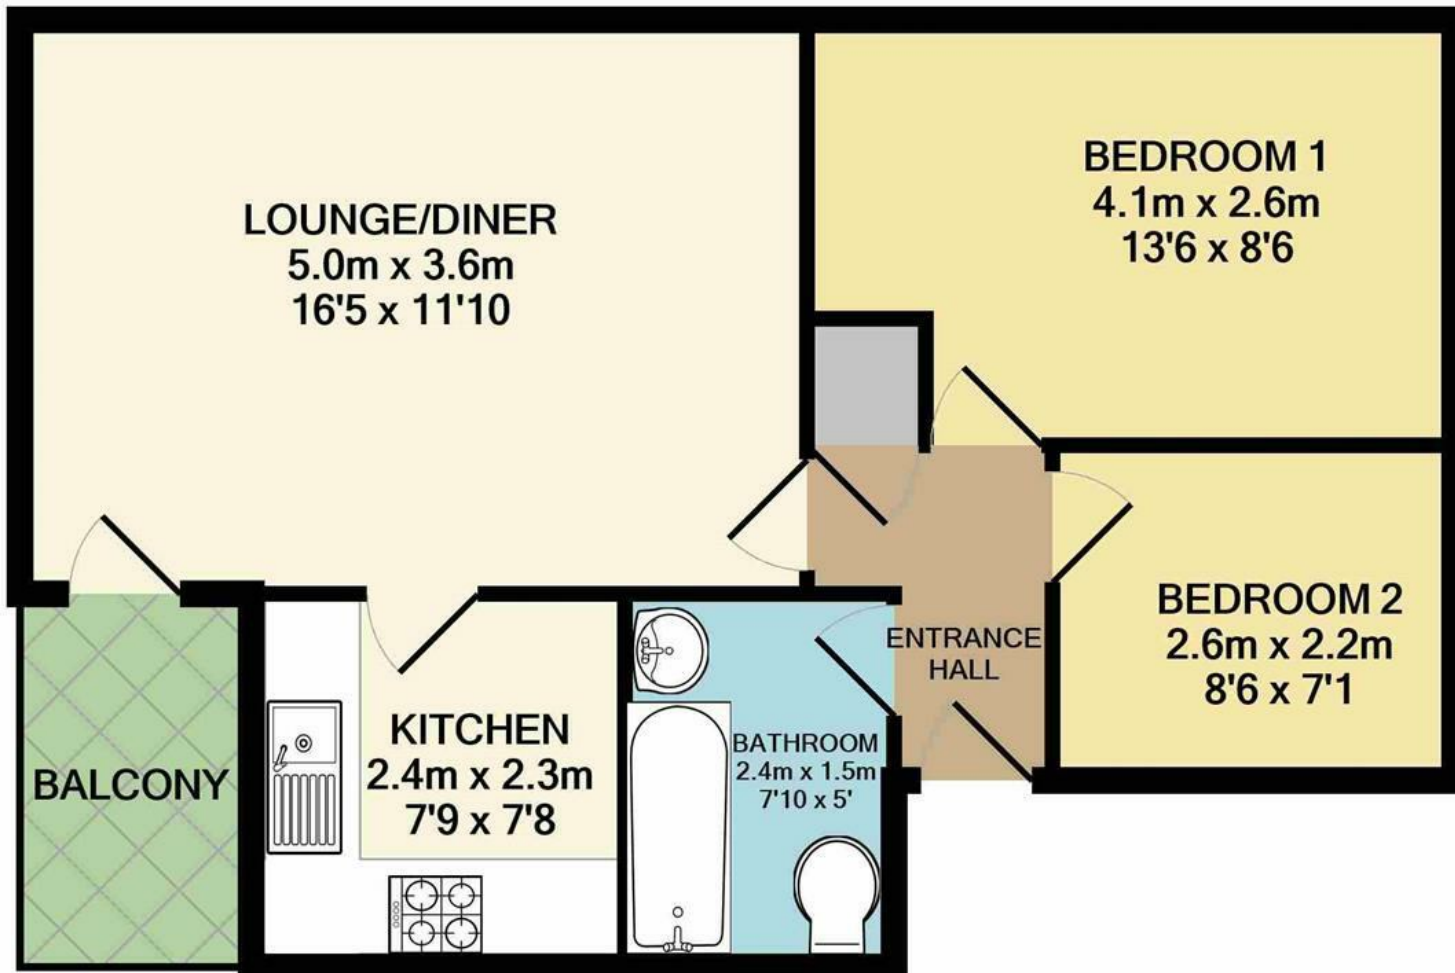 LOUNGE/DINER
5.0m x 3.6m
16'5 x 11'10
BEDROOM 1
4.1m x 2.6m
13'6 x 8'6
BEDROOM 2
2.6m x 2.2m
8'6 x 7'1
ENTRANCE
HALL
KITCHEN
2.4m x 2.3m
7'9 x 7'8
BATHROOM
2.4m x 1.5m
7'10 x 5'
BALCONY